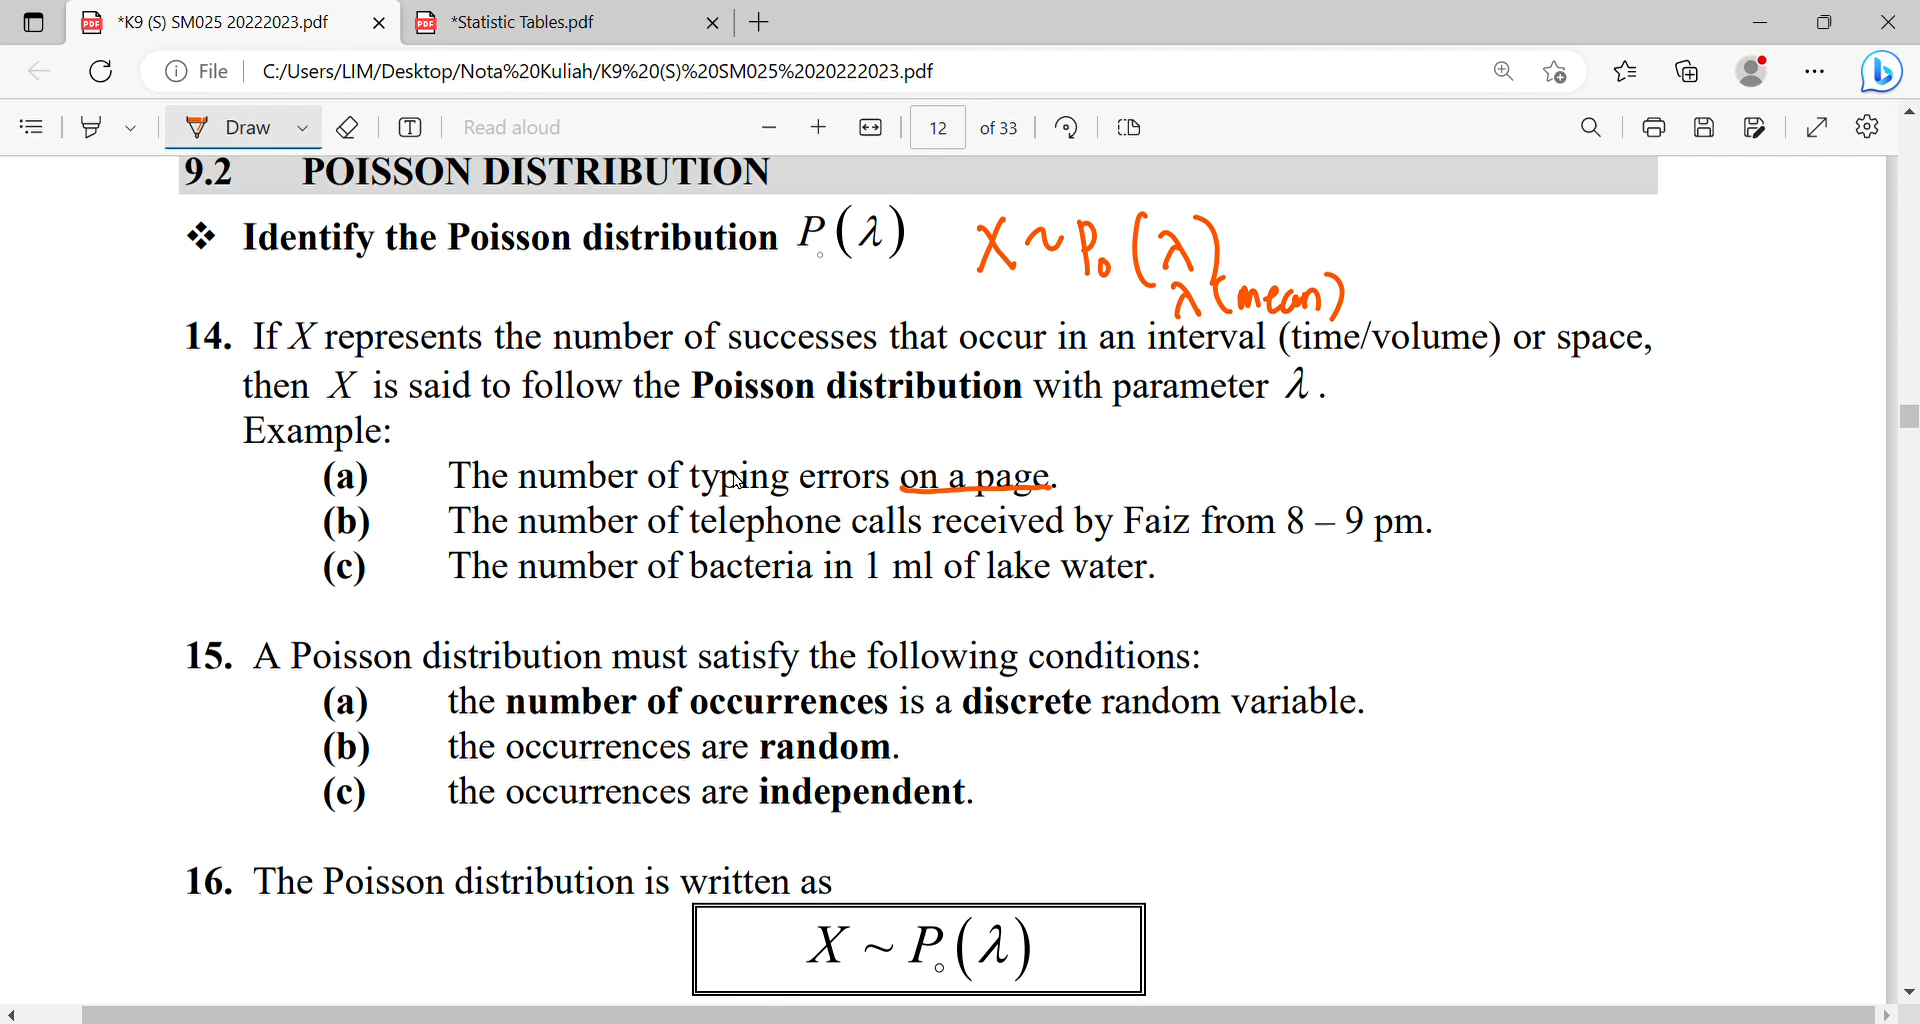 *K9 (S) SM025 20222023.pdf
*Statistic Tables.pdf
File
C:/Users/LIM/Desktop/Nota%20Kuliah/K9%20(S)%20SM025%2020222023.pdf
Draw
Read aloud
12
of 33
9.2 POISSON DISTRIBUTION
❖ Identify the Poisson distribution P₀(λ) X ~ P₀(λ)
λ (mean)
14. If X represents the number of successes that occur in an interval (time/volume) or space,
then X is said to follow the Poisson distribution with parameter λ.
Example:
(a) The number of typing errors on a page.
(b) The number of telephone calls received by Faiz from 8 – 9 pm.
(c) The number of bacteria in 1 ml of lake water.
15. A Poisson distribution must satisfy the following conditions:
(a) the number of occurrences is a discrete random variable.
(b) the occurrences are random.
(c) the occurrences are independent.
16. The Poisson distribution is written as
X ~ P₀(λ)